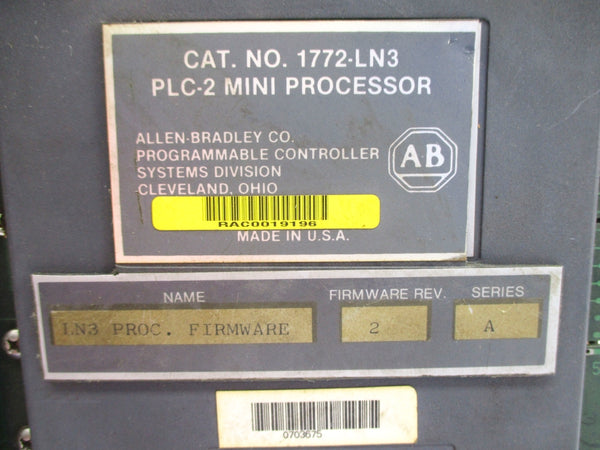 CAT. NO. 1772-LN3
PLC-2 MINI PROCESSOR
ALLEN-BRADLEY CO.
PROGRAMMABLE CONTROLLER
SYSTEMS DIVISION
CLEVELAND, OHIO
AB
RAC0019196
MADE IN U.S.A.
NAME FIRMWARE REV. SERIES
LN3 PROC. FIRMWARE 2 A
0703675